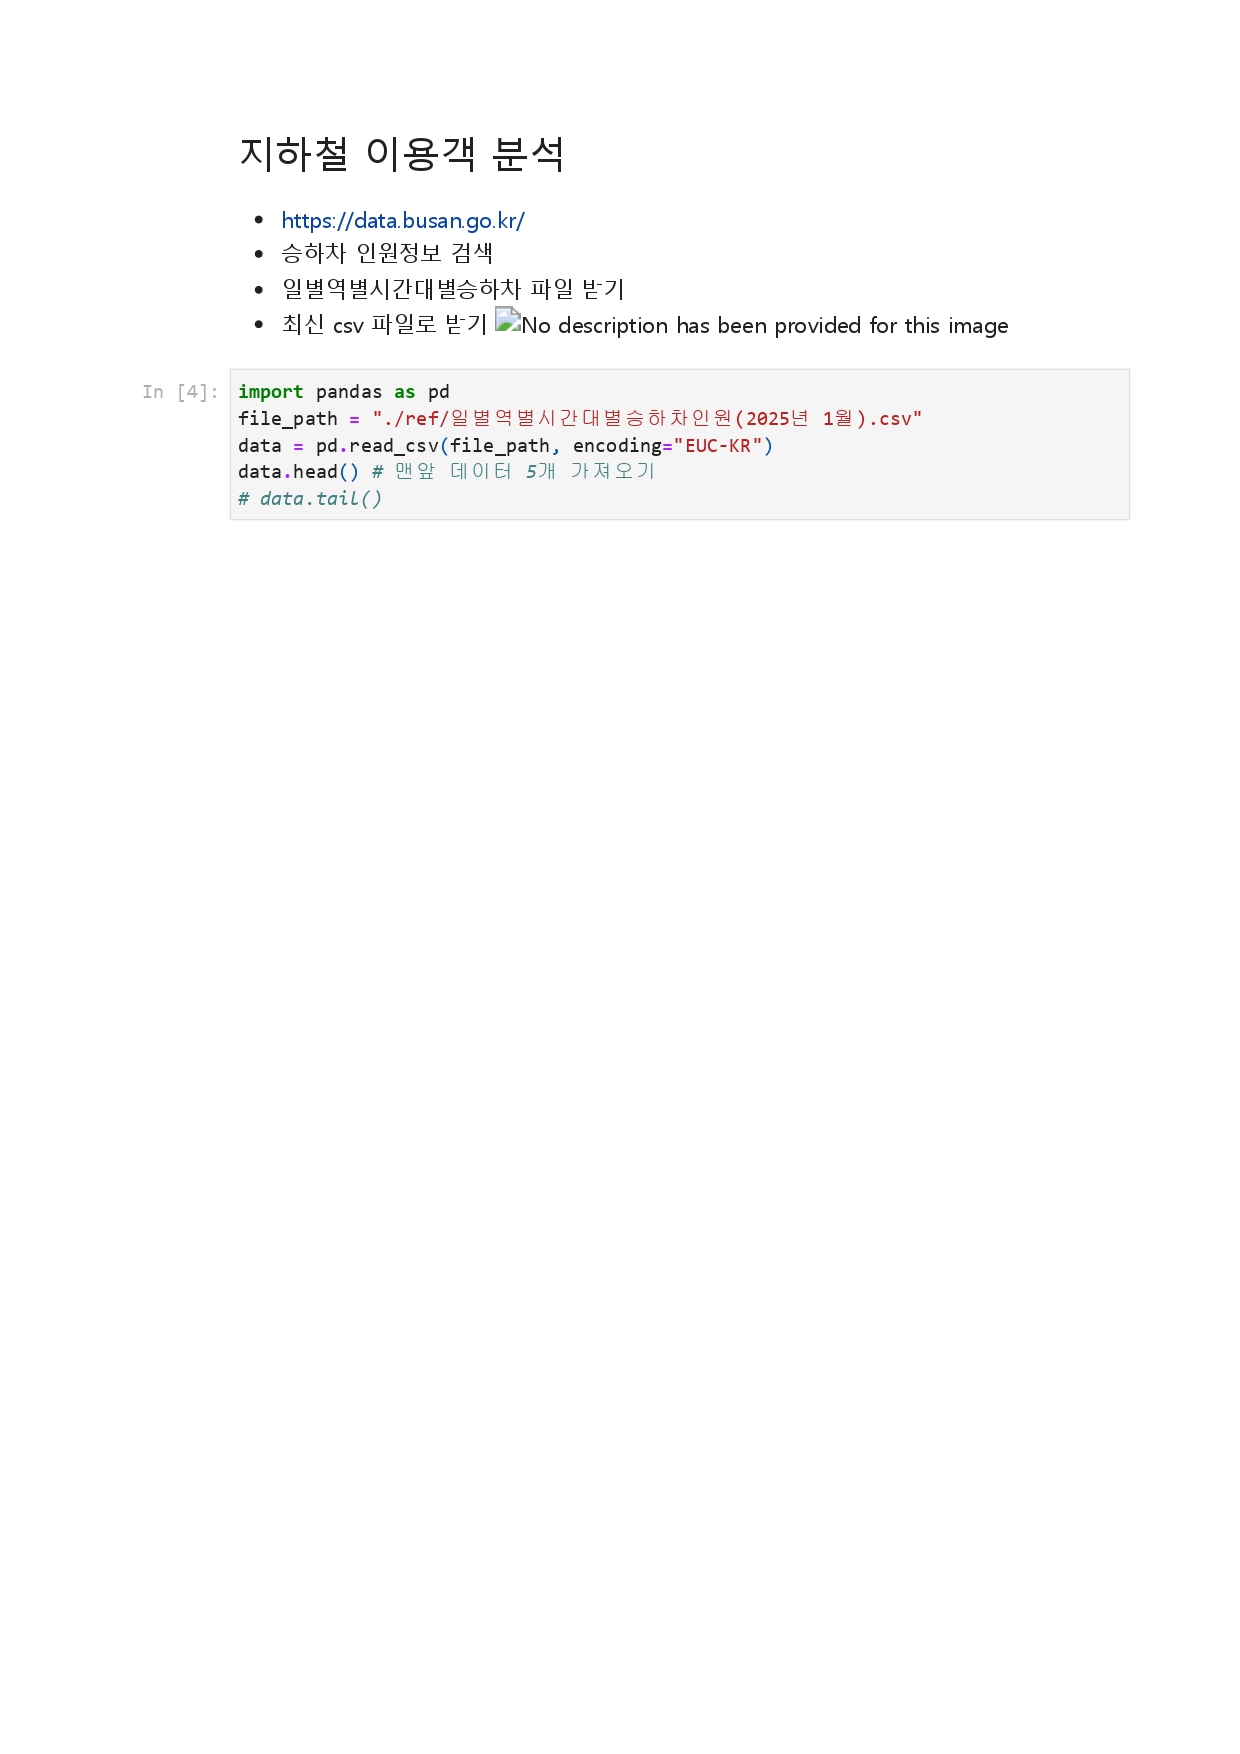 지하철 이용객 분석
• https://data.busan.go.kr/
• 승하차 인원정보 검색
• 일별역별시간대별승하차 파일 받기
• 최신 csv 파일로 받기 No description has been provided for this image
In [4]: import pandas as pd
file_path = "./ref/일별역별시간대별승하차인원(2025년 1월).csv"
data = pd.read_csv(file_path, encoding="EUC-KR")
data.head() # 맨앞 데이터 5개 가져오기
# data.tail()